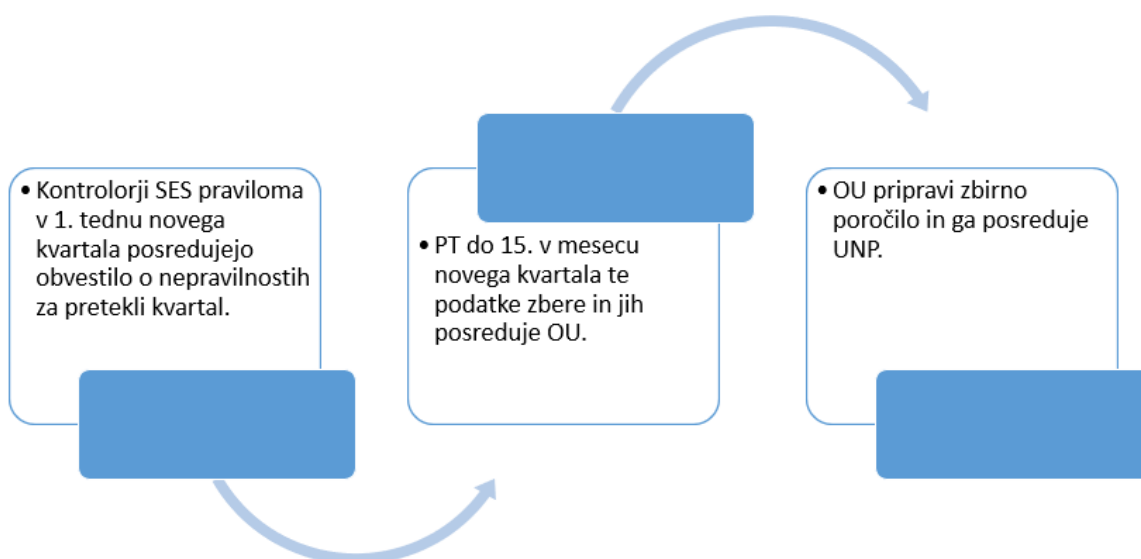 • Kontrolorji SES praviloma
v 1. tednu novega
kvartala posredujejo
obvestilo o nepravilnostih
za pretekli kvartal.
• PT do 15. v mesecu
novega kvartala te
podatke zbere in jih
posreduje OU.
• OU pripravi zbirno
poročilo in ga posreduje
UNP.